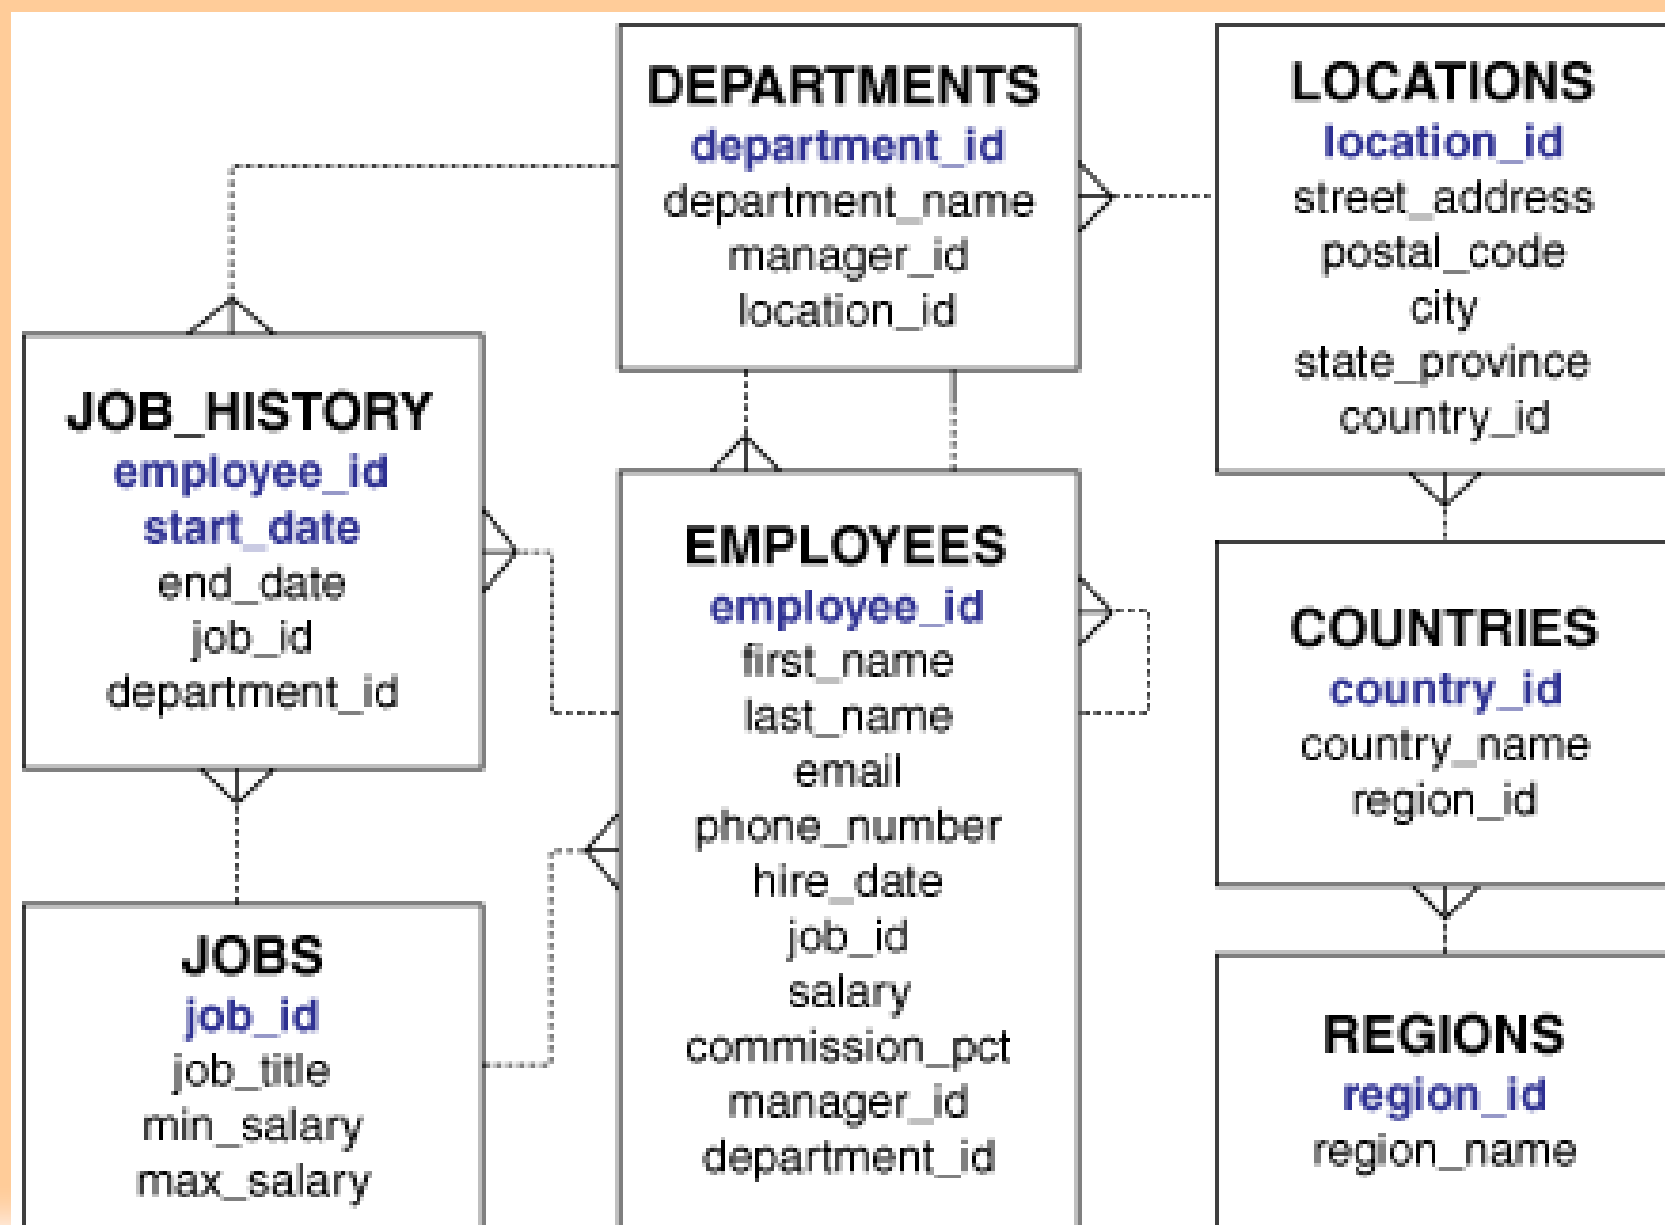 DEPARTMENTS
department_id
department_name
manager_id
location_id
LOCATIONS
location_id
street_address
postal_code
city
state_province
country_id
JOB_HISTORY
employee_id
start_date
end_date
job_id
department_id
EMPLOYEES
employee_id
first_name
last_name
email
phone_number
hire_date
job_id
salary
commission_pct
manager_id
department_id
COUNTRIES
country_id
country_name
region_id
JOBS
job_id
job_title
min_salary
max_salary
REGIONS
region_id
region_name